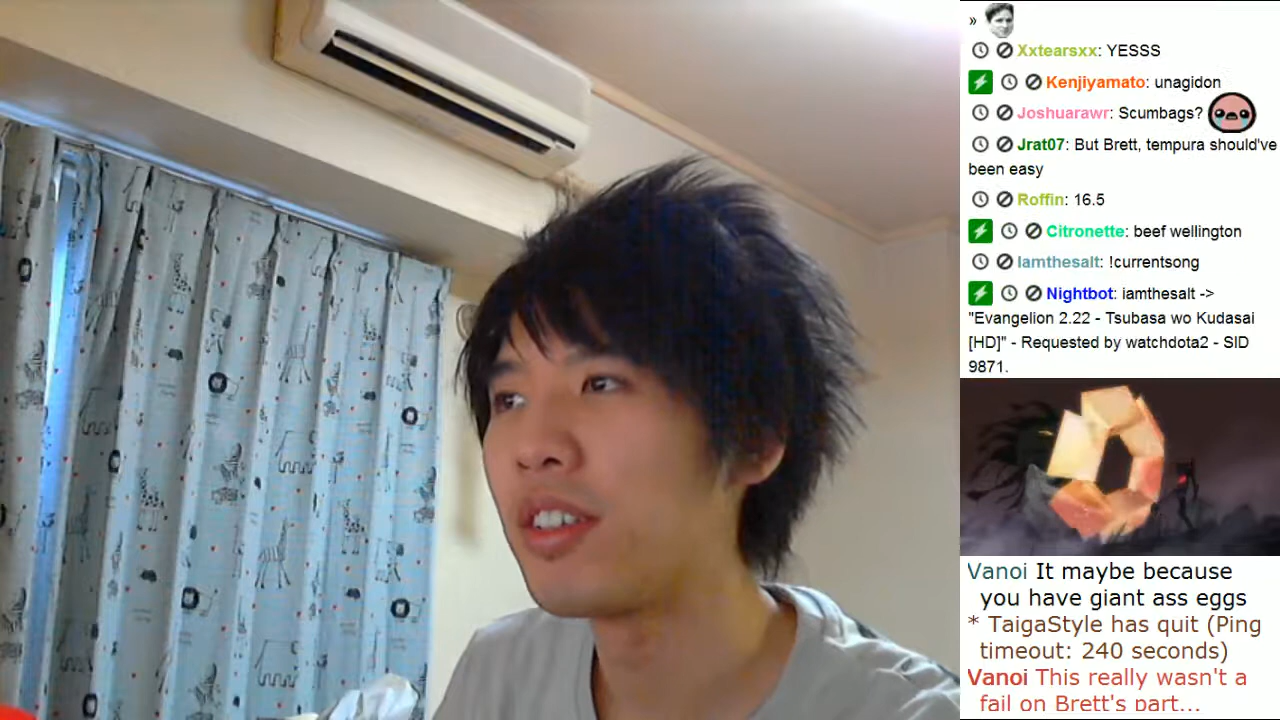 »
Xxtearsxx: YESSS
Kenjiyamato: unagidon
Joshuarawr: Scumbags?
Jrat07: But Brett, tempura should've
been easy
Roffin: 16.5
Citronette: beef wellington
Iamthesalt: !currentsong
Nightbot: iamthesalt ->
"Evangelion 2.22 - Tsubasa wo Kudasai
[HD]" - Requested by watchdota2 - SID
9871.
Vanoi It maybe because
you have giant ass eggs
* TaigaStyle has quit (Ping
timeout: 240 seconds)
Vanoi This really wasn't a
fail on Brett's part...